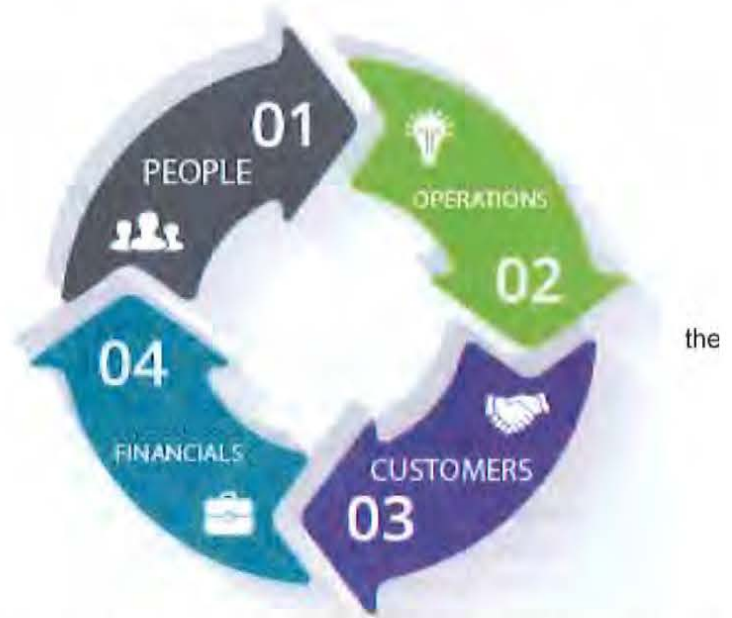 01
PEOPLE
OPERATIONS
02
the
04
FINANCIALS
CUSTOMERS
03